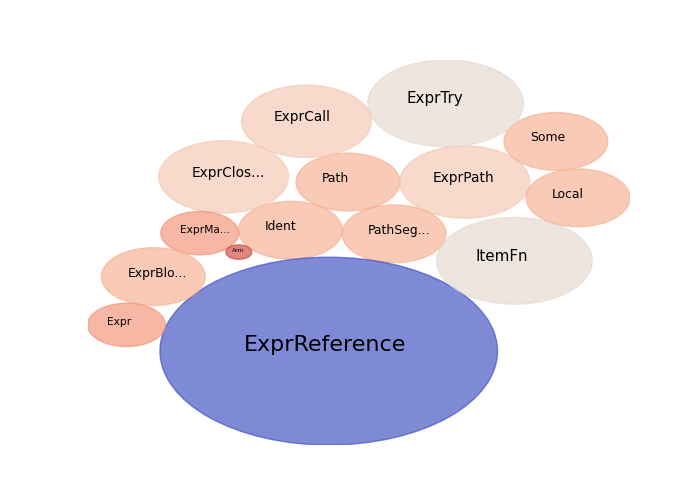 ExprTry
ExprCall
Some
ExprClos...
Path
ExprPath
Local
ExprMa...
Ident
PathSeg...
Arm
ItemFn
ExprBlo...
Expr
ExprReference